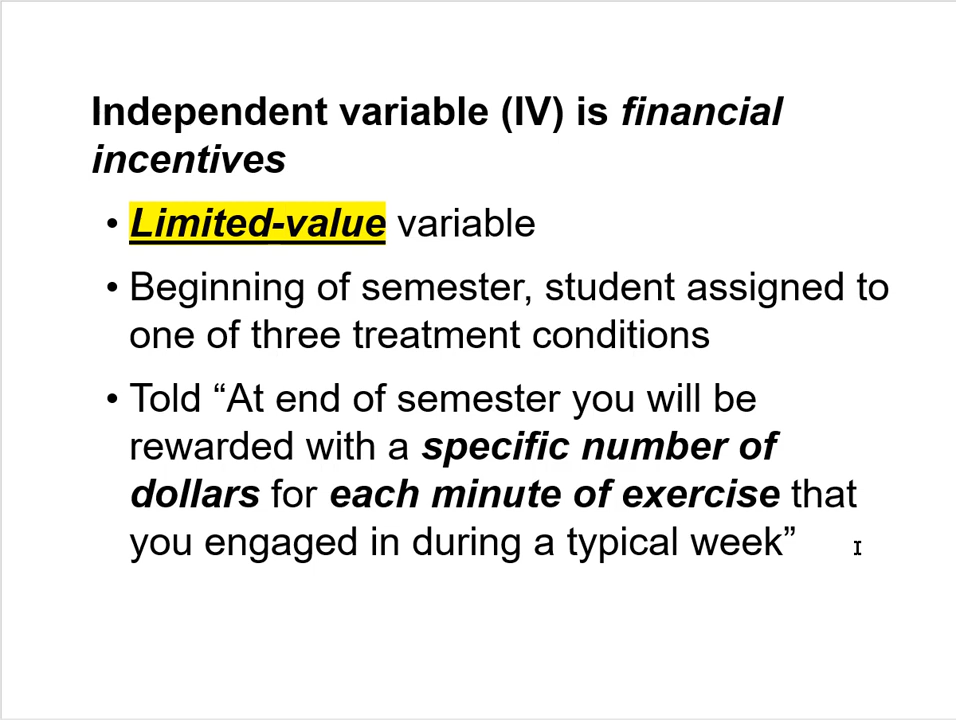 Independent variable (IV) is financial
incentives
• Limited-value variable
• Beginning of semester, student assigned to
one of three treatment conditions
• Told “At end of semester you will be
rewarded with a specific number of
dollars for each minute of exercise that
you engaged in during a typical week”